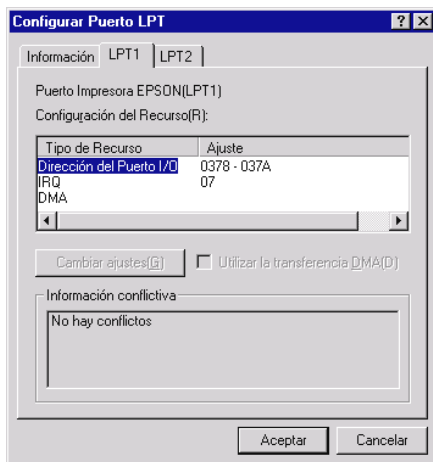 Configurar Puerto LPT
Información LPT1 LPT2
Puerto Impresora EPSON(LPT1)
Configuración del Recurso(R):
Tipo de Recurso Ajuste
Dirección del Puerto I/O 0378 - 037A
IRQ 07
DMA
Cambiar ajustes(G) Utilizar la transferencia DMA(D)
Información conflictiva
No hay conflictos
Aceptar Cancelar